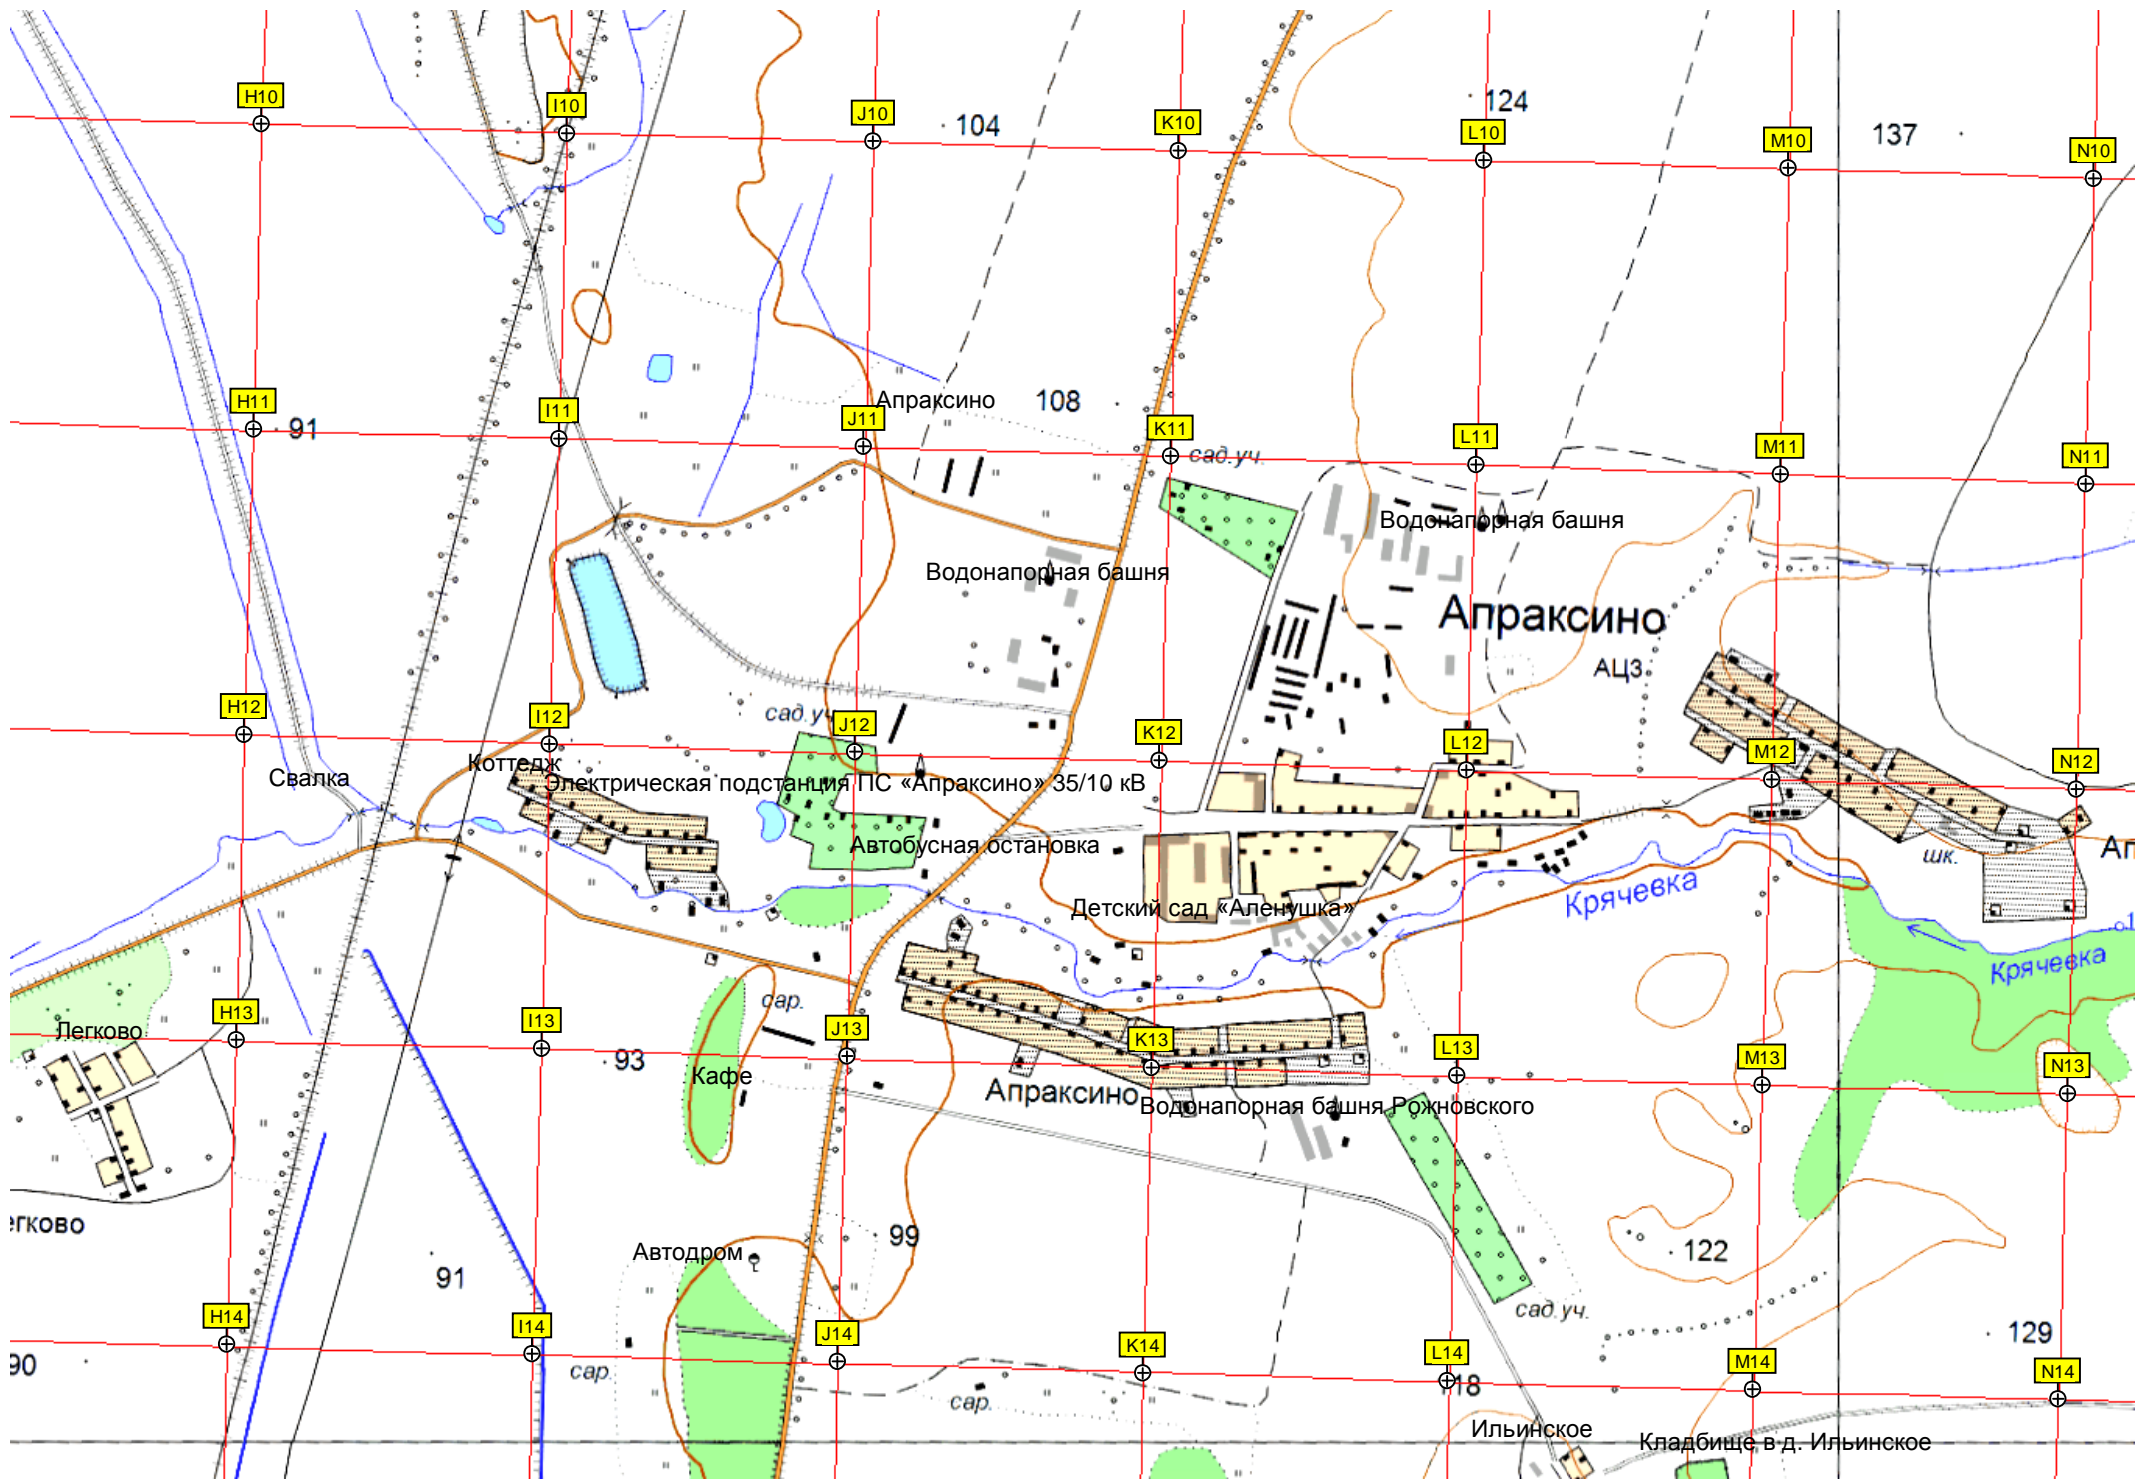 H10
I10
J10
104
K10
124
L10
M10
137
N10
H11
91
I11
J11
Апраксино
108
K11
сад.уч.
L11
M11
N11
Водонапорная башня
Водонапорная башня
Апраксино
АЦЗ
H12
I12
сад.уч.
J12
K12
L12
M12
N12
Свалка
Коттедж
Электрическая подстанция ПС «Апраксино» 35/10 кВ
Автобусная остановка
шк.
Ап
Крячевка
Детский сад «Аленушка»
Крячевка
H13
Легково
I13
93
сар.
J13
Кафе
K13
Апраксино
Водонапорная башня Рожновского
L13
M13
N13
егково
91
Автодром
99
122
сад.уч.
H14
90
I14
сар.
J14
K14
сар.
L14
118
M14
129
N14
Ильинское
Кладбище в д. Ильинское